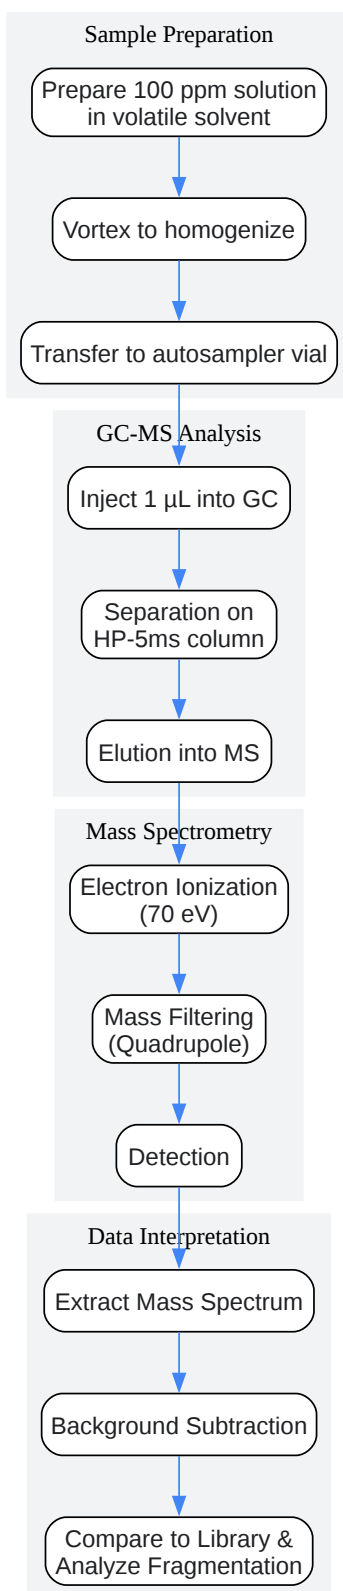 Sample Preparation
Prepare 100 ppm solution
in volatile solvent
Vortex to homogenize
Transfer to autosampler vial
GC-MS Analysis
Inject 1 µL into GC
Separation on
HP-5ms column
Elution into MS
Mass Spectrometry
Electron Ionization
(70 eV)
Mass Filtering
(Quadrupole)
Detection
Data Interpretation
Extract Mass Spectrum
Background Subtraction
Compare to Library &
Analyze Fragmentation